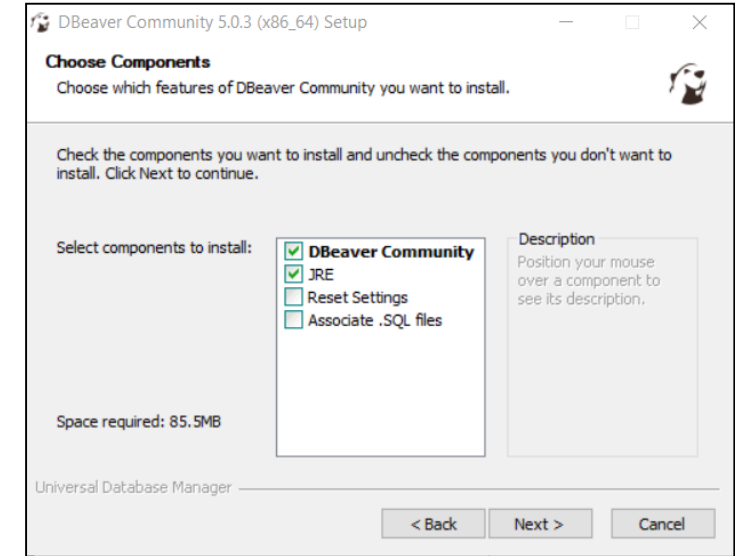 DBeaver Community 5.0.3 (x86_64) Setup
Choose Components
Choose which features of DBeaver Community you want to install.
Check the components you want to install and uncheck the components you don't want to
install. Click Next to continue.
Select components to install:
DBeaver Community
JRE
Reset Settings
Associate .SQL files
Description
Position your mouse
over a component to
see its description.
Space required: 85.5MB
Universal Database Manager
< Back
Next >
Cancel